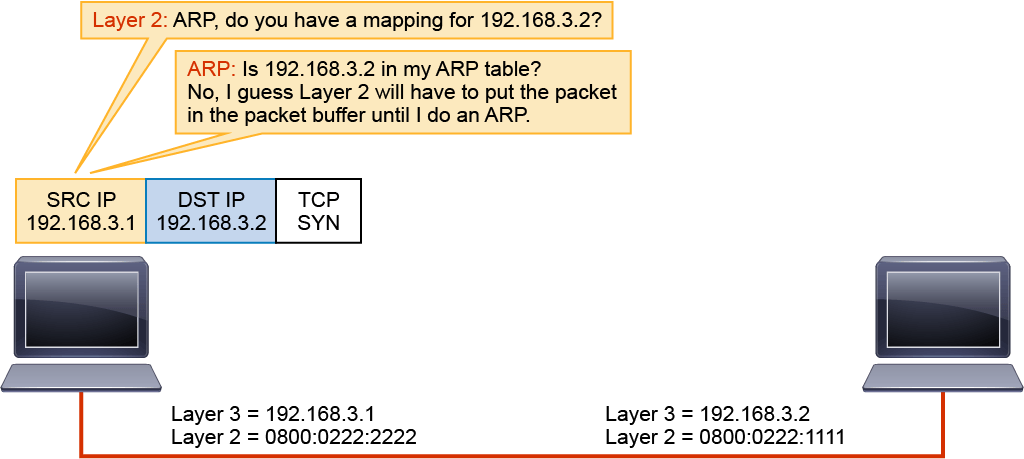 Layer 2: ARP, do you have a mapping for 192.168.3.2?
ARP: Is 192.168.3.2 in my ARP table?
No, I guess Layer 2 will have to put the packet
in the packet buffer until I do an ARP.
SRC IP
192.168.3.1
DST IP
192.168.3.2
TCP
SYN
Layer 3 = 192.168.3.1
Layer 2 = 0800:0222:2222
Layer 3 = 192.168.3.2
Layer 2 = 0800:0222:1111